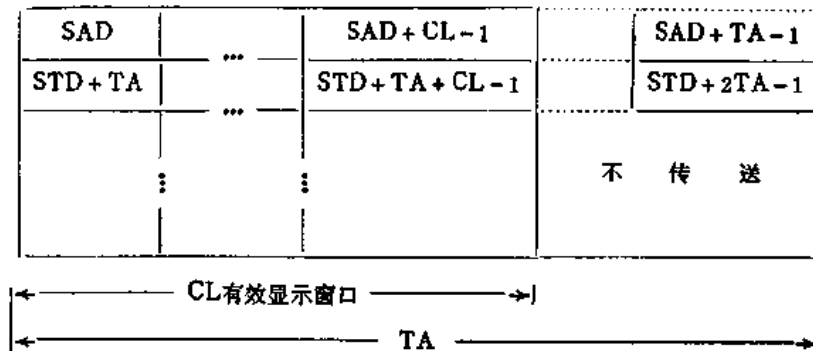 SAD ... SAD+CL-1 SAD+TA-1
STD+TA ... STD+TA+CL-1 STD+2TA-1
不传送
CL有效显示窗口
TA